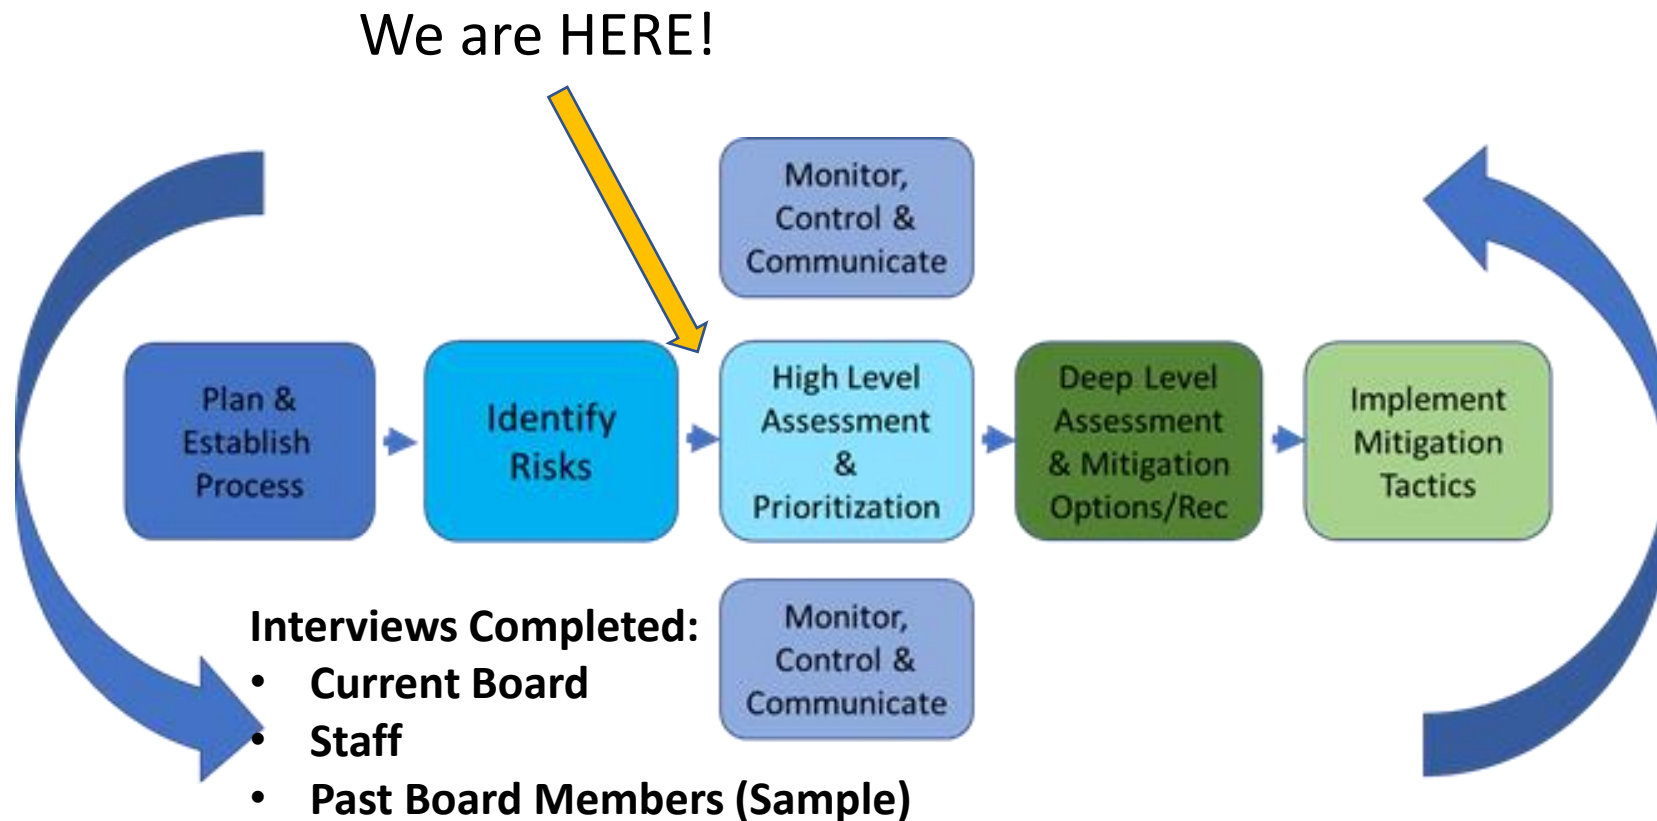 We are HERE!
Monitor,
Control &
Communicate
Plan &
Establish
Process
Identify
Risks
High Level
Assessment
&
Prioritization
Deep Level
Assessment
& Mitigation
Options/Rec
Implement
Mitigation
Tactics
Interviews Completed:
• Current Board
• Staff
• Past Board Members (Sample)
Monitor,
Control &
Communicate